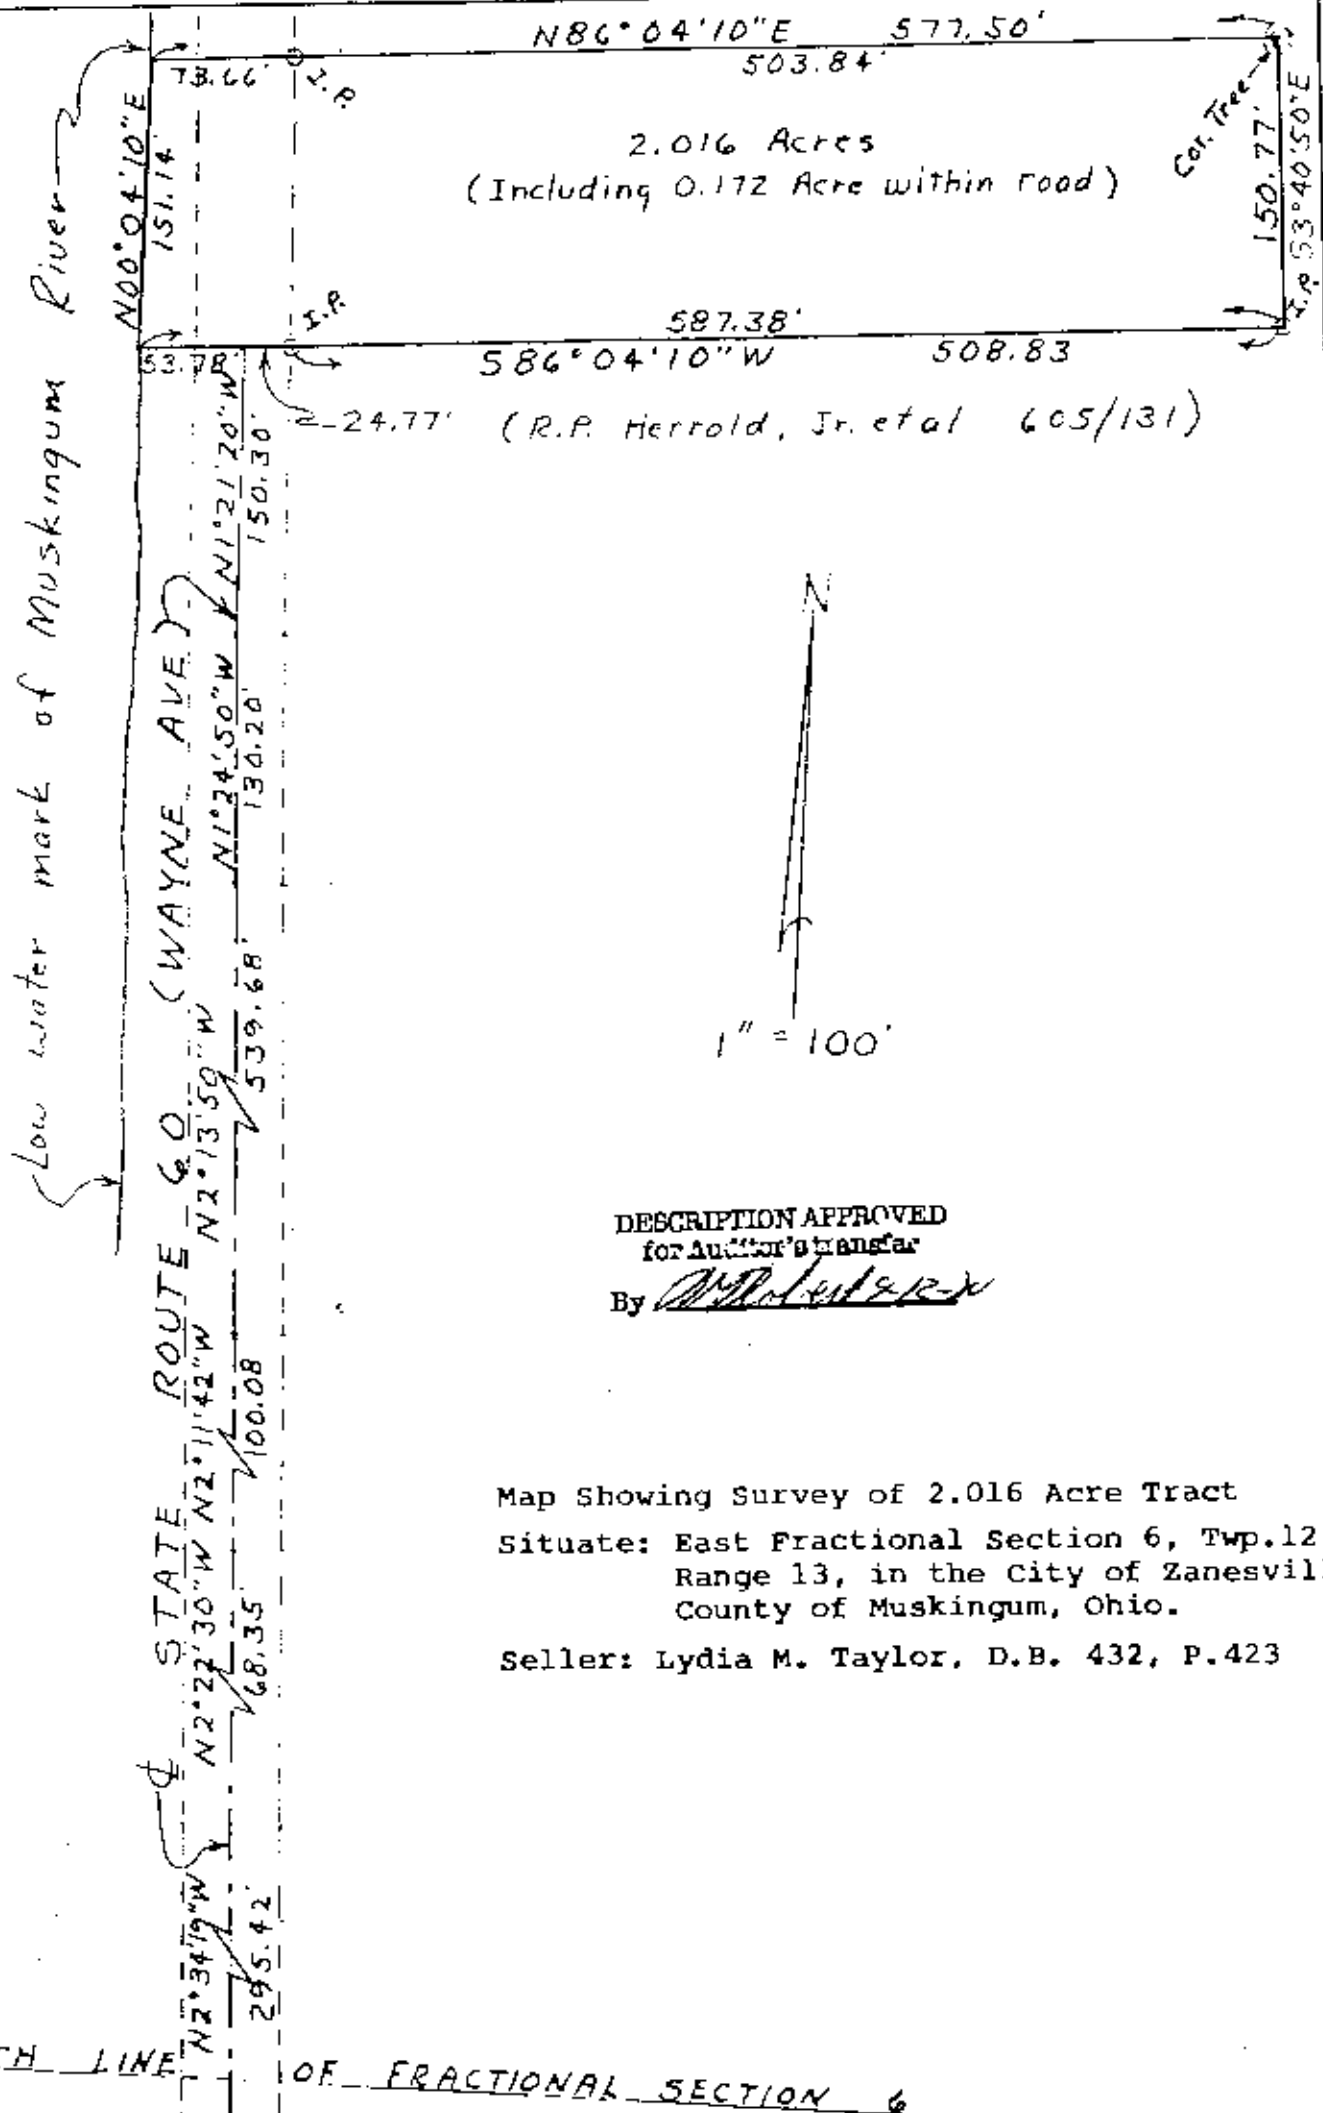 N86°04'10"E 577.50'
73.66' 503.84'
I.P.
Cor. Tree
2.016 Acres
(Including 0.172 Acre within road)
N00°04'10"E
151.14'
150.77'
S3°40'50"E
I.P.
I.P.
587.38'
53.78' S86°04'10"W 508.83
24.77' (R.P. Herrold, Jr. et al 605/131)
Low water mark of Muskingum River
N1°21'20"W
150.30'
N
N1°24'50"W
130.20'
STATE ROUTE 60 (WAYNE AVE)
1" = 100'
N2°13'50"W
539.68'
DESCRIPTION APPROVED
for Auditor's transfer
By
N2°11'42"W
100.08
Map Showing Survey of 2.016 Acre Tract
Situate: East Fractional Section 6, Twp.12
Range 13, in the City of Zanesvil
County of Muskingum, Ohio.
N2°22'30"W
68.35'
Seller: Lydia M. Taylor, D.B. 432, P.423
℄
N2°34'19"W
295.42'
TH LINE OF FRACTIONAL SECTION 6